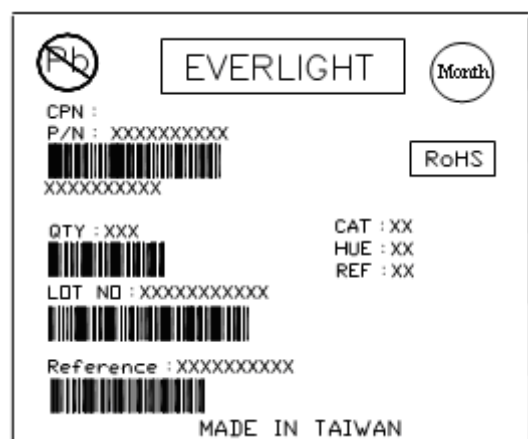 Pb
EVERLIGHT
Month
CPN :
P/N : XXXXXXXXXX
RoHS
XXXXXXXXXX
QTY : XXX
CAT : XX
HUE : XX
REF : XX
LOT NO : XXXXXXXXXXX
Reference : XXXXXXXXXX
MADE IN TAIWAN